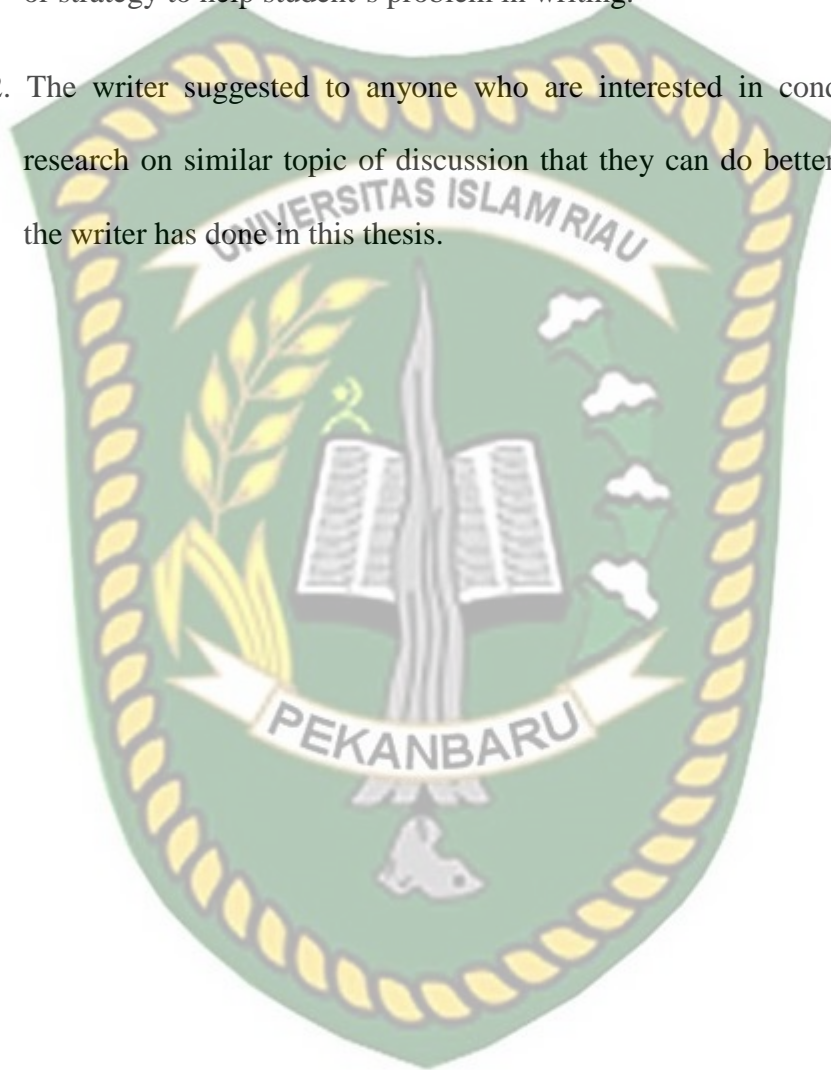 or strategy to help student's problem in writing.
2. The writer suggested to anyone who are interested in
research on similar topic of discussion that they can do better
the writer has done in this thesis.
UNIVERSITAS ISLAM RIAU
PEKANBARU